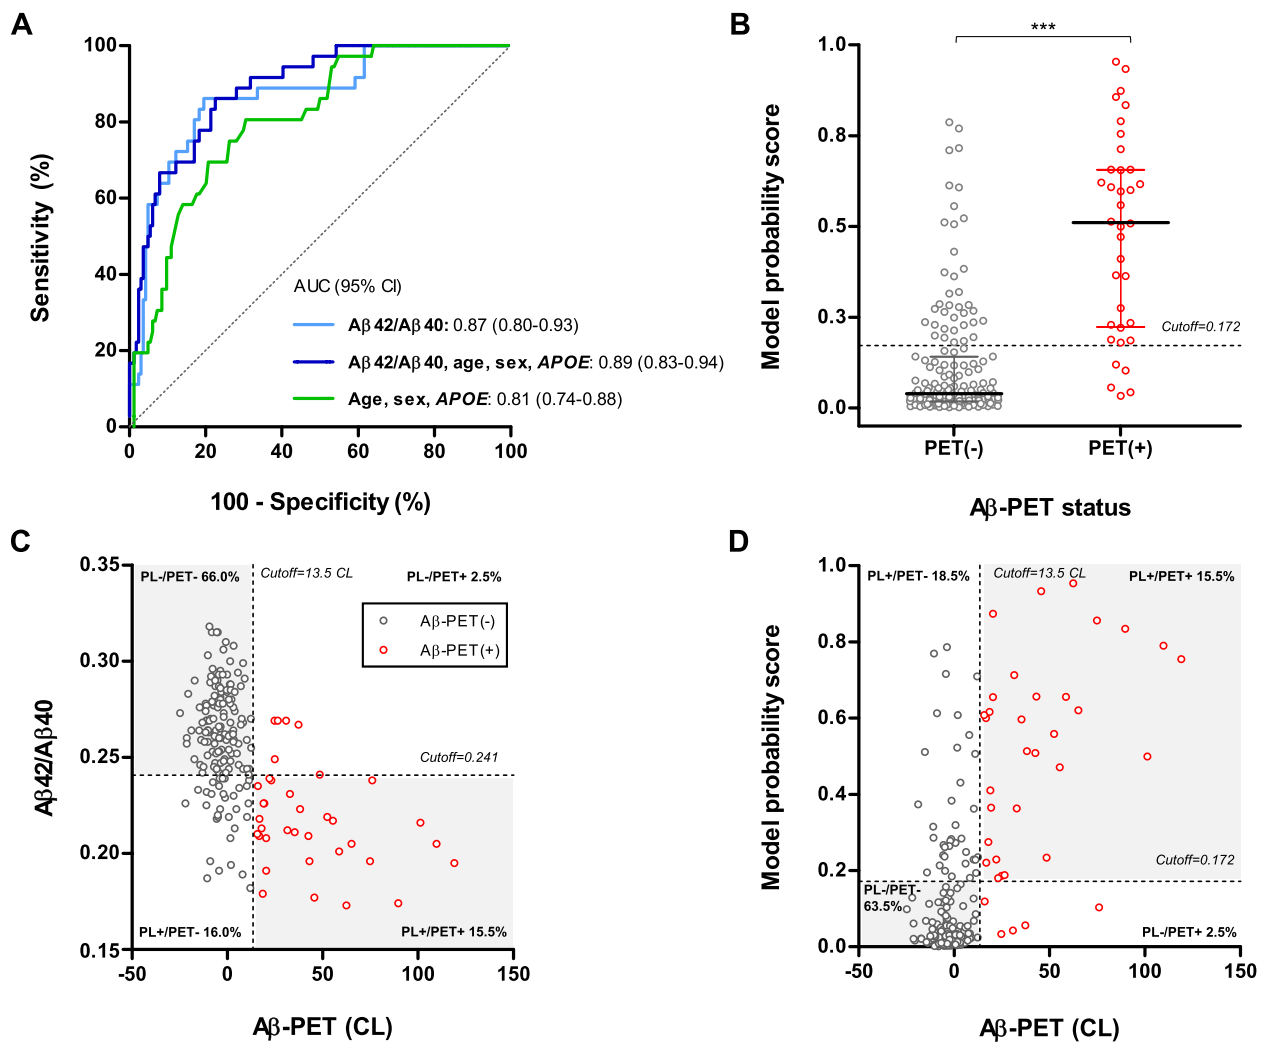 A
100
80
60
40
20
0
0
20
40
60
80
100
Sensitivity (%)
100 - Specificity (%)
AUC (95% CI)
Aβ42/Aβ40: 0.87 (0.80-0.93)
Aβ42/Aβ40, age, sex, APOE: 0.89 (0.83-0.94)
Age, sex, APOE: 0.81 (0.74-0.88)
B
***
1.0
0.8
0.5
0.3
0.0
Model probability score
Cutoff=0.172
PET(-)
PET(+)
Aβ-PET status
C
0.35
0.30
0.25
0.20
0.15
-50
0
50
100
150
Aβ42/Aβ40
Aβ-PET (CL)
PL-/PET- 66.0%
Cutoff=13.5 CL
PL-/PET+ 2.5%
Aβ-PET(-)
Aβ-PET(+)
Cutoff=0.241
PL+/PET- 16.0%
PL+/PET+ 15.5%
D
1.0
0.8
0.6
0.4
0.2
0.0
-50
0
50
100
150
Model probability score
Aβ-PET (CL)
PL+/PET- 18.5%
Cutoff=13.5 CL
PL+/PET+ 15.5%
Cutoff=0.172
PL-/PET-
63.5%
PL-/PET+ 2.5%